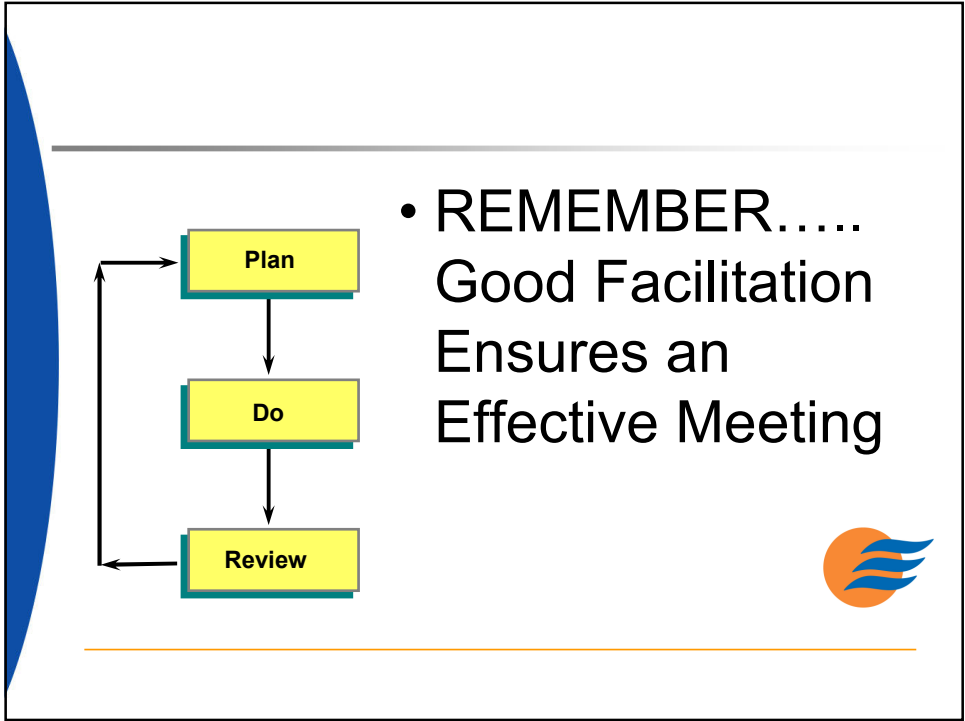 Plan
Do
Review
• REMEMBER…..
Good Facilitation
Ensures an
Effective Meeting